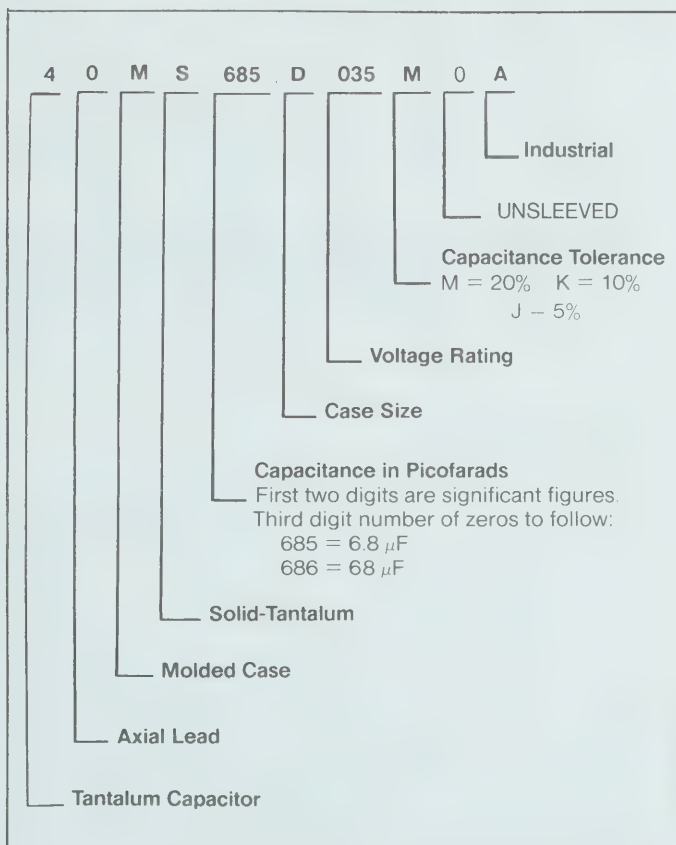 4 0 M S 685 D 035 M 0 A
Industrial
UNSLEEVED
Capacitance Tolerance
M = 20% K = 10%
J – 5%
Voltage Rating
Case Size
Capacitance in Picofarads
First two digits are significant figures.
Third digit number of zeros to follow:
685 = 6.8 μF
686 = 68 μF
Solid-Tantalum
Molded Case
Axial Lead
Tantalum Capacitor